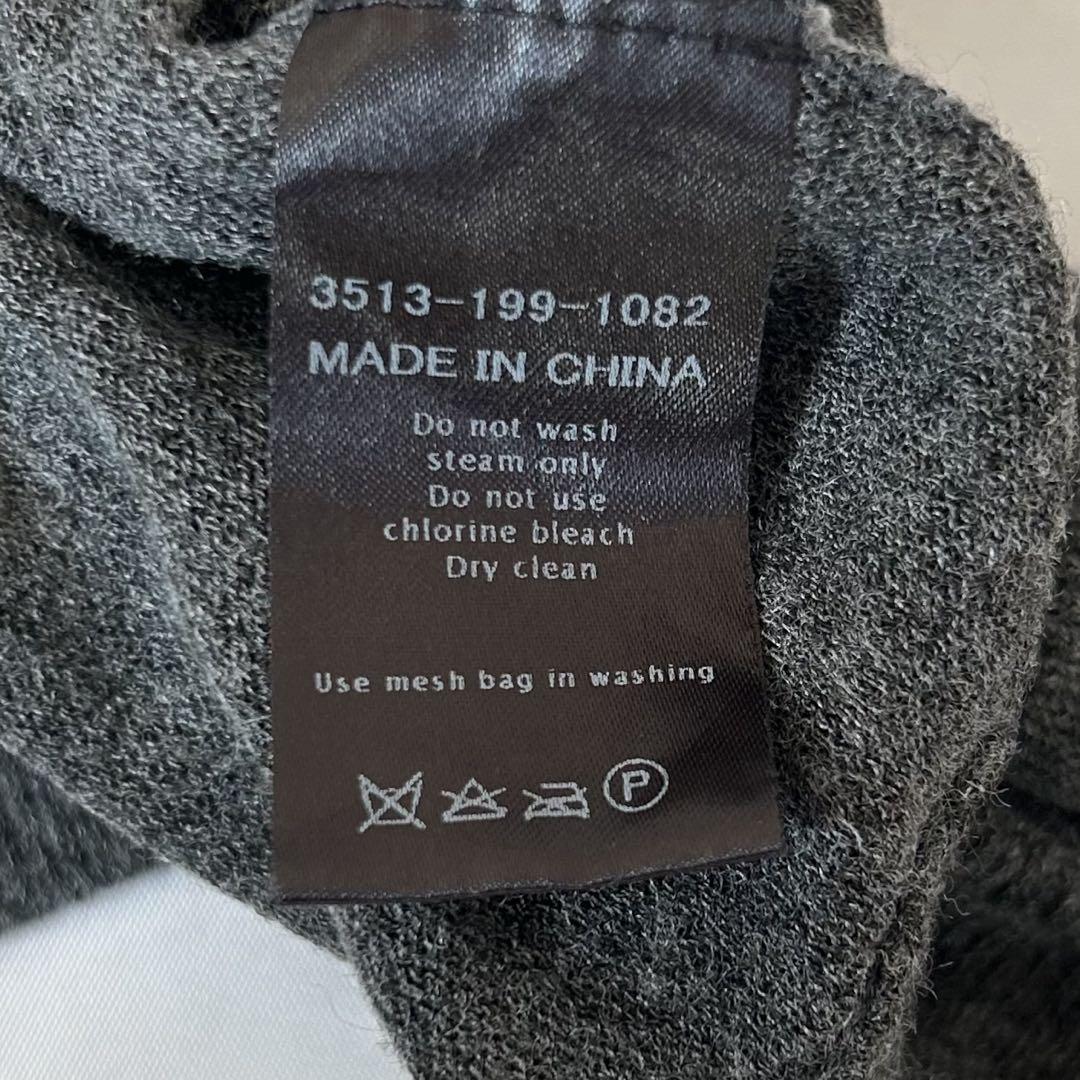 3513-199-1082
MADE IN CHINA
Do not wash
steam only
Do not use
chlorine bleach
Dry clean
Use mesh bag in washing
P